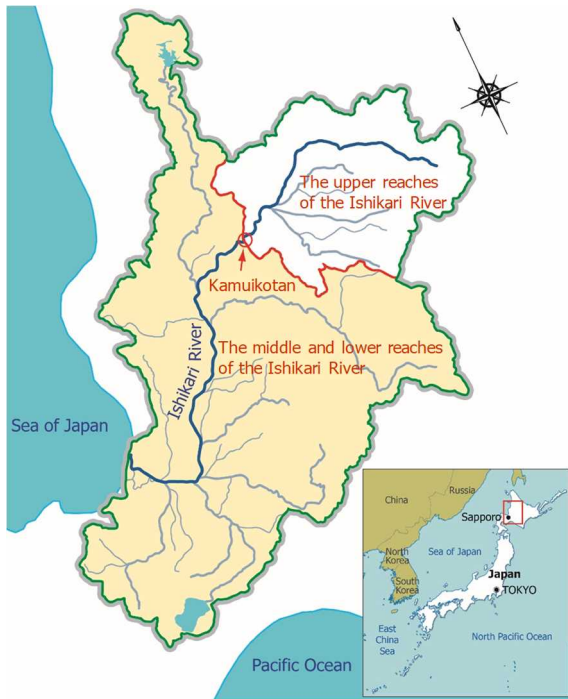 The upper reaches
of the Ishikari River
Kamuikotan
Ishikari River
The middle and lower reaches
of the Ishikari River
Sea of Japan
Pacific Ocean
China
Russia
Sapporo
North
Korea
Sea of Japan
South
Korea
Japan
TOKYO
East
China
Sea
North Pacific Ocean